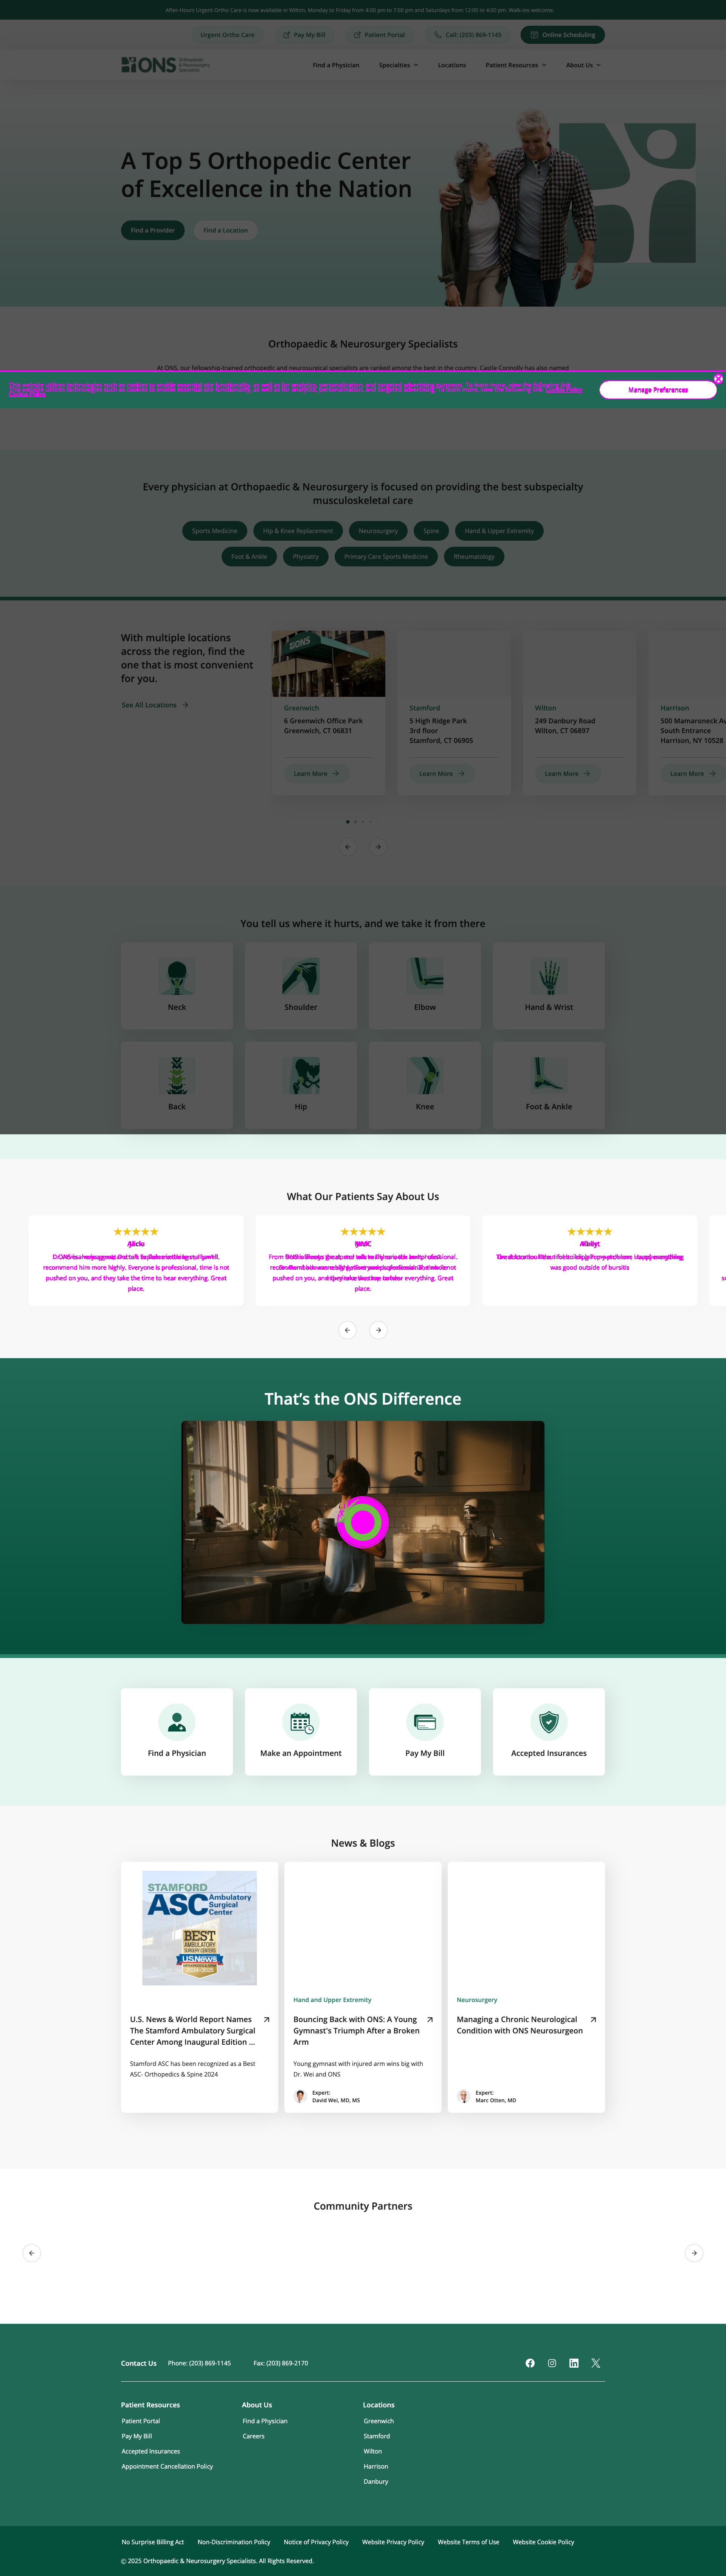 After-Hours Urgent Ortho Care is now available in Wilton, Monday to Friday from 4:00 pm to 7:00 pm and Saturdays from 12:00 to 4:00 pm. Walk-ins welcome.
Urgent Ortho Care
Pay My Bill
Patient Portal
Call: (203) 869-1145
Online Scheduling
ONS Orthopaedic & Neurosurgery Specialists
Find a Physician
Specialties
Locations
Patient Resources
About Us
A Top 5 Orthopedic Center
of Excellence in the Nation
Find a Provider
Find a Location
Orthopaedic & Neurosurgery Specialists
At ONS, our fellowship-trained orthopedic and neurosurgical specialists are ranked among the best in the country. Castle Connolly has also named
Manage Preferences
Every physician at Orthopaedic & Neurosurgery is focused on providing the best subspecialty
musculoskeletal care
Sports Medicine
Hip & Knee Replacement
Neurosurgery
Spine
Hand & Upper Extremity
Foot & Ankle
Physiatry
Primary Care Sports Medicine
Rheumatology
With multiple locations
across the region, find the
one that is most convenient
for you.
See All Locations
ONS
Greenwich
6 Greenwich Office Park
Greenwich, CT 06831
Learn More
Stamford
5 High Ridge Park
3rd floor
Stamford, CT 06905
Learn More
Wilton
249 Danbury Road
Wilton, CT 06897
Learn More
Harrison
500 Mamaroneck Av
South Entrance
Harrison, NY 10528
Learn More
You tell us where it hurts, and we take it from there
Neck
Shoulder
Elbow
Hand & Wrist
Back
Hip
Knee
Foot & Ankle
What Our Patients Say About Us
recommend him more highly. Everyone is professional, time is not
pushed on you, and they take the time to hear everything. Great
place.
place.
was good outside of bursitis
That's the ONS Difference
Find a Physician
Make an Appointment
Pay My Bill
Accepted Insurances
News & Blogs
STAMFORD
ASC Ambulatory Surgical Center
BEST
AMBULATORY
SURGERY CENTERS
U.S. News
U.S. News & World Report Names
The Stamford Ambulatory Surgical
Center Among Inaugural Edition ...
Stamford ASC has been recognized as a Best
ASC- Orthopedics & Spine 2024
Hand and Upper Extremity
Bouncing Back with ONS: A Young
Gymnast's Triumph After a Broken
Arm
Young gymnast with injured arm wins big with
Dr. Wei and ONS
Expert:
David Wei, MD, MS
Neurosurgery
Managing a Chronic Neurological
Condition with ONS Neurosurgeon
Expert:
Marc Otten, MD
Community Partners
Contact Us
Phone: (203) 869-1145
Fax: (203) 869-2170
Patient Resources
Patient Portal
Pay My Bill
Accepted Insurances
Appointment Cancellation Policy
About Us
Find a Physician
Careers
Locations
Greenwich
Stamford
Wilton
Harrison
Danbury
No Surprise Billing Act
Non-Discrimination Policy
Notice of Privacy Policy
Website Privacy Policy
Website Terms of Use
Website Cookie Policy
© 2025 Orthopaedic & Neurosurgery Specialists. All Rights Reserved.